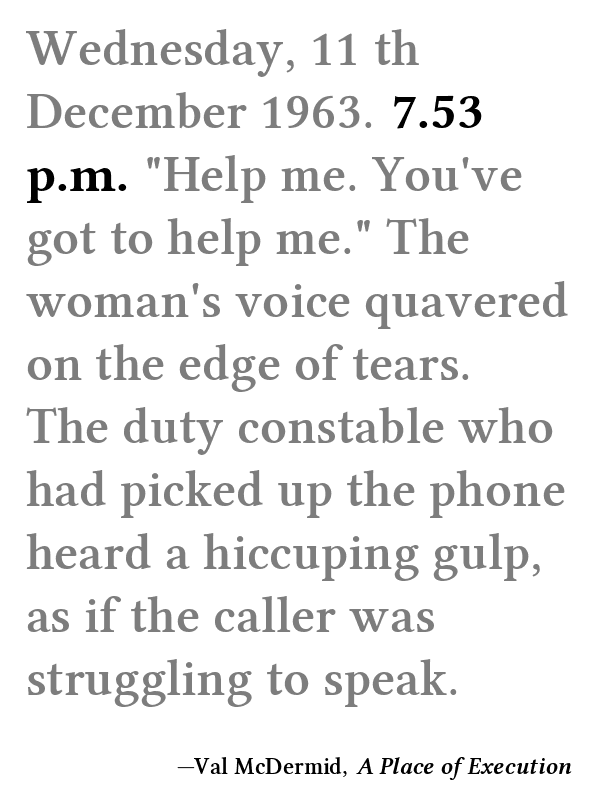 Wednesday, 11 th
December 1963. 7.53
p.m. "Help me. You've
got to help me." The
woman's voice quavered
on the edge of tears.
The duty constable who
had picked up the phone
heard a hiccuping gulp,
as if the caller was
struggling to speak.
—Val McDermid, A Place of Execution